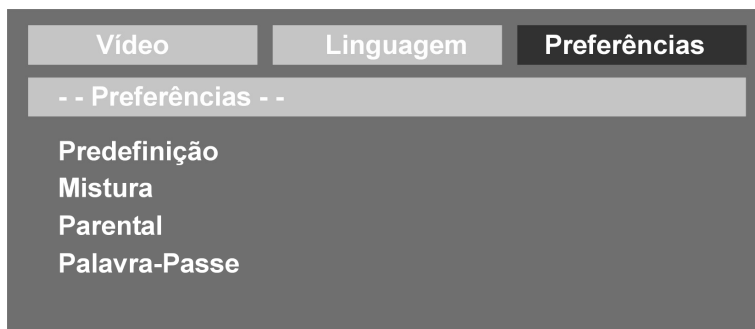 Vídeo Linguagem Preferências
- - Preferências - -
Predefinição
Mistura
Parental
Palavra-Passe